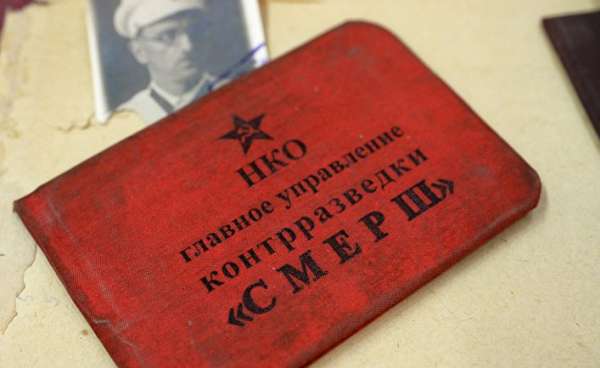 НКО
главное управление
контрразведки
«СМЕРШ»